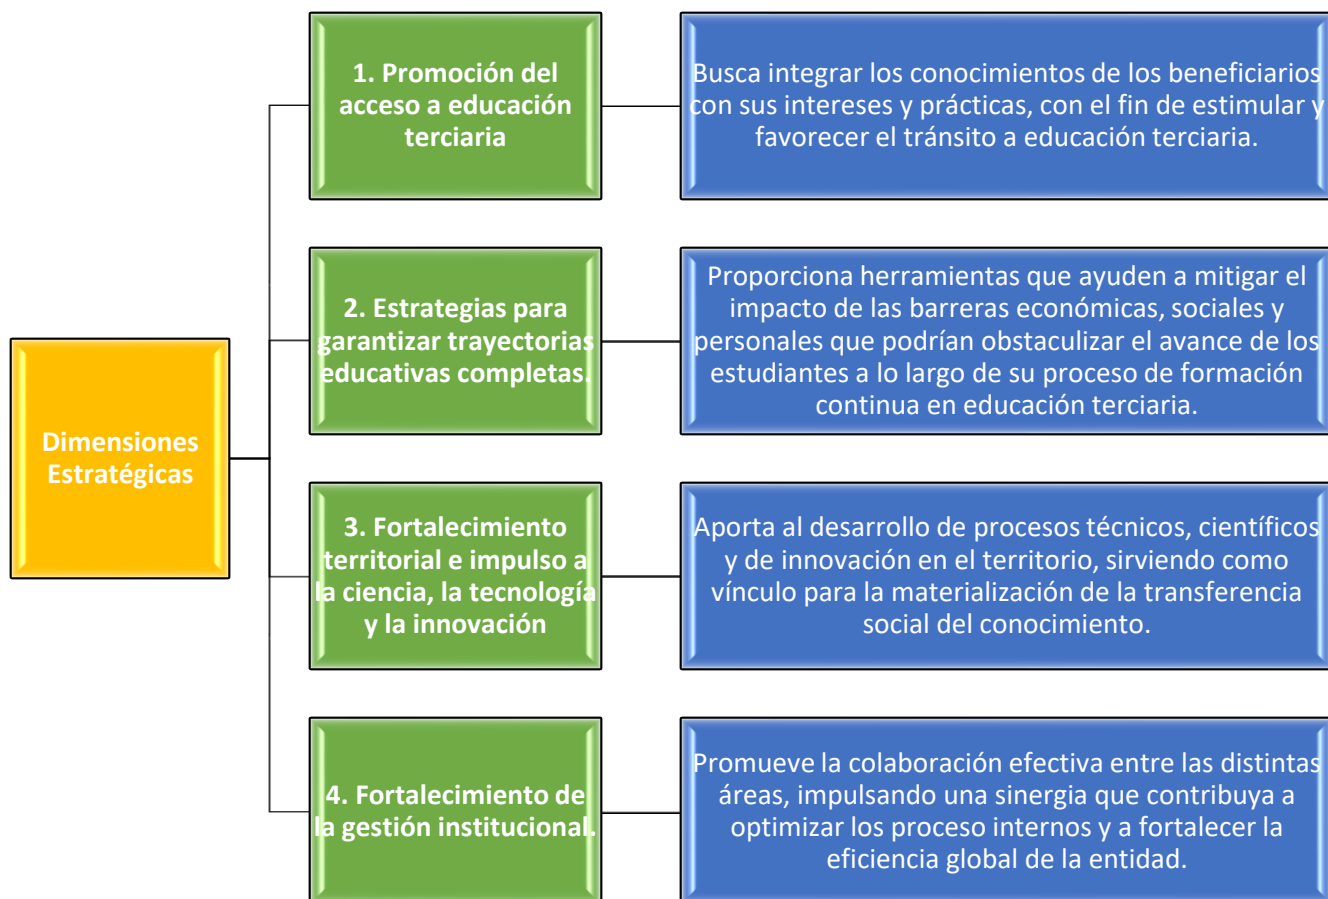 1. Promoción del
acceso a educación
terciaria
Busca integrar los conocimientos de los beneficiarios
con sus intereses y prácticas, con el fin de estimular y
favorecer el tránsito a educación terciaria.
2. Estrategias para
garantizar trayectorias
educativas completas.
Proporciona herramientas que ayuden a mitigar el
impacto de las barreras económicas, sociales y
personales que podrían obstaculizar el avance de los
estudiantes a lo largo de su proceso de formación
continua en educación terciaria.
Dimensiones
Estratégicas
3. Fortalecimiento
territorial e impulso a
la ciencia, la tecnología
y la innovación
Aporta al desarrollo de procesos técnicos, científicos
y de innovación en el territorio, sirviendo como
vínculo para la materialización de la transferencia
social del conocimiento.
4. Fortalecimiento de
la gestión institucional.
Promueve la colaboración efectiva entre las distintas
áreas, impulsando una sinergia que contribuya a
optimizar los proceso internos y a fortalecer la
eficiencia global de la entidad.